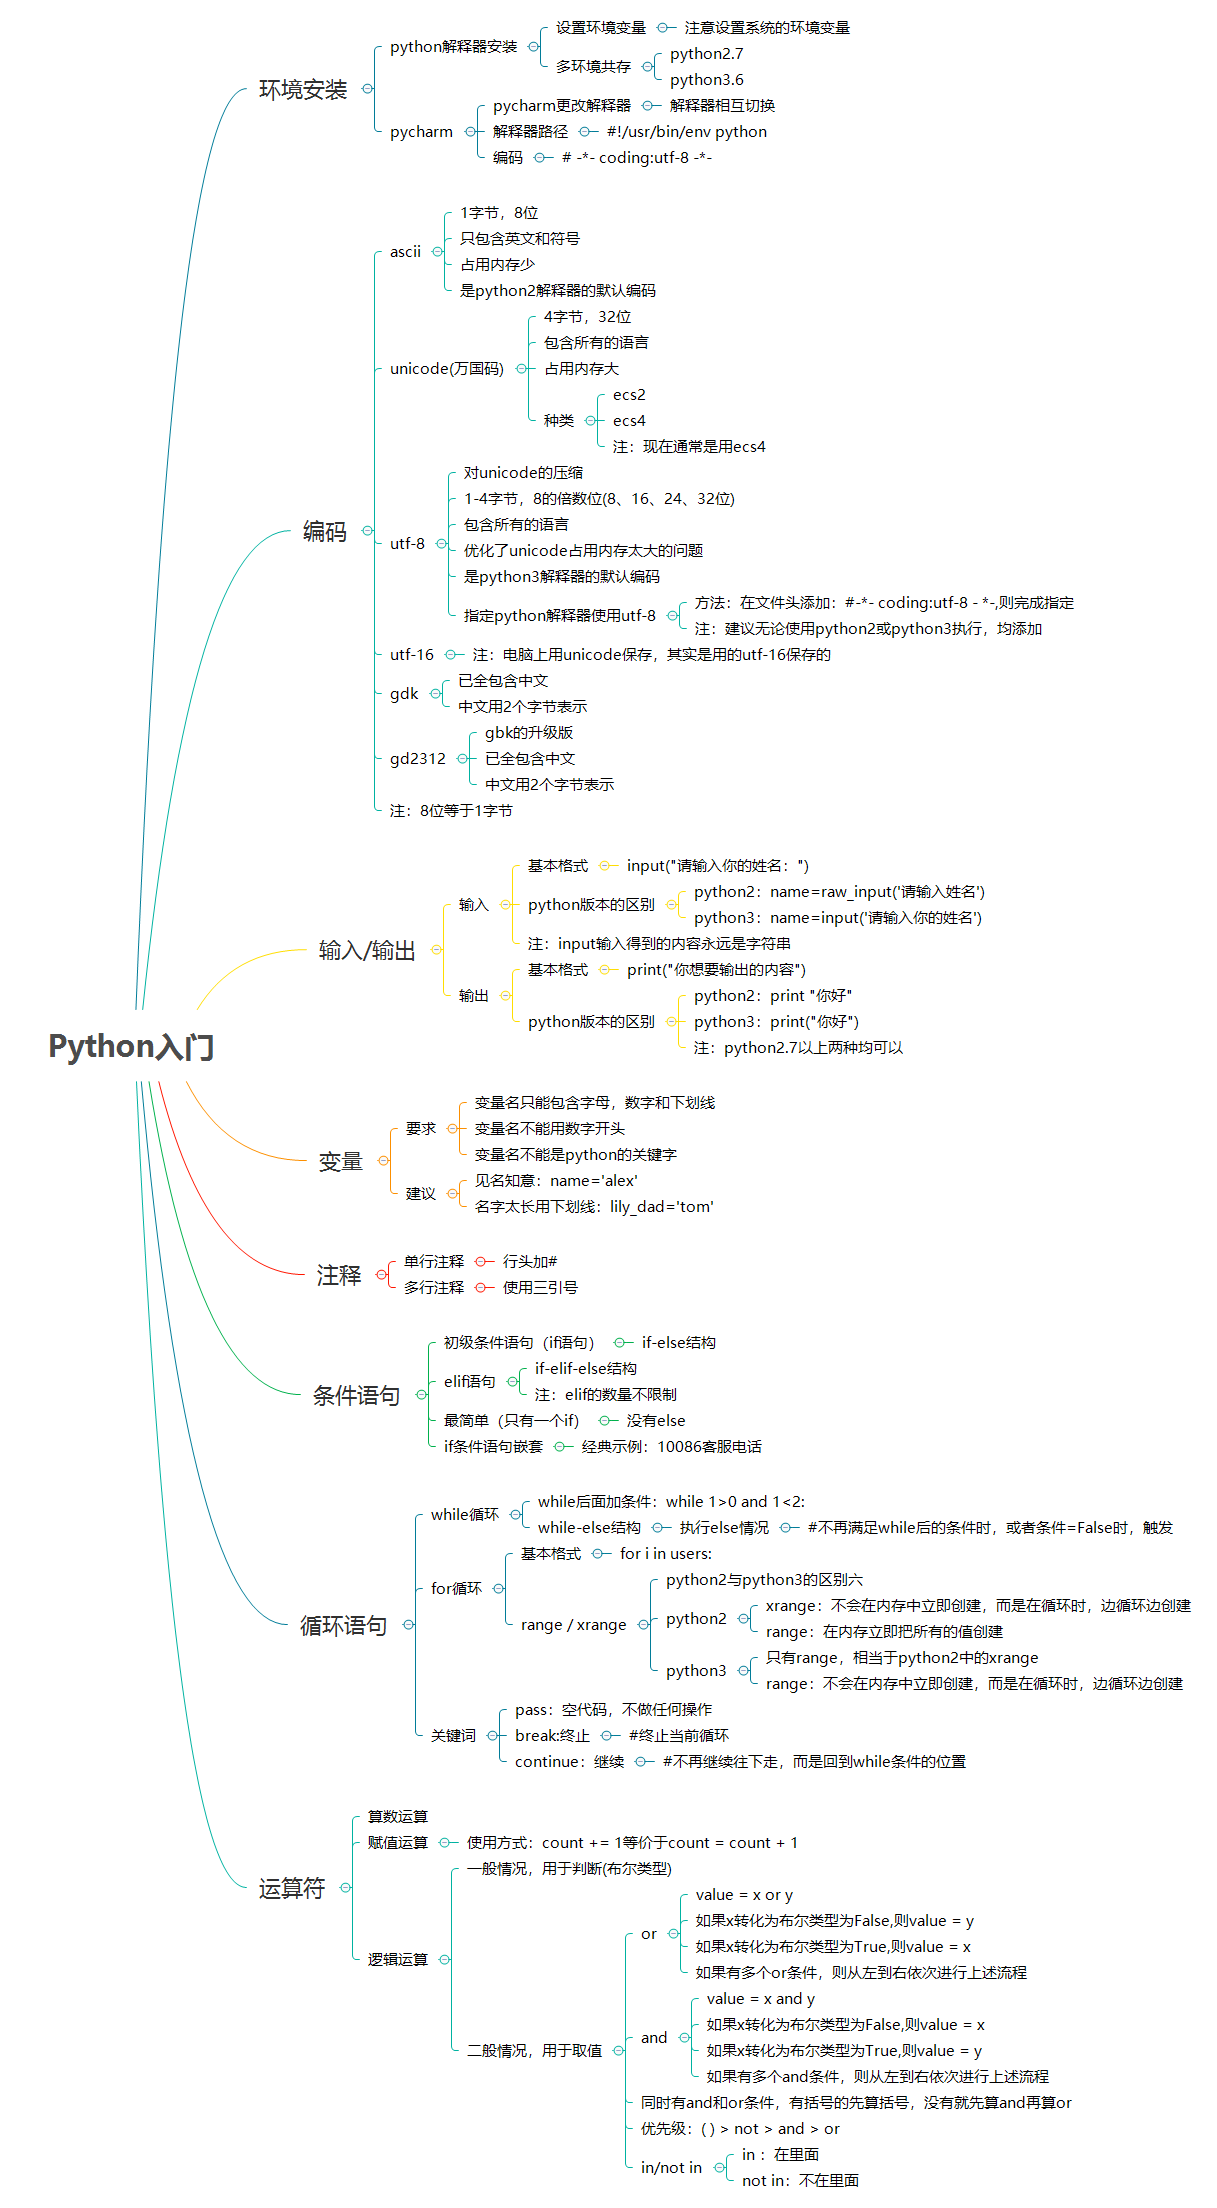 Python入门
环境安装
python解释器安装
设置环境变量
注意设置系统的环境变量
多环境共存
python2.7
python3.6
pycharm
pycharm更改解释器
解释器相互切换
解释器路径
#!/usr/bin/env python
编码
# -*- coding:utf-8 -*-
编码
ascii
1字节，8位
只包含英文和符号
占用内存少
是python2解释器的默认编码
unicode(万国码)
4字节，32位
包含所有的语言
占用内存大
种类
ecs2
ecs4
注：现在通常是用ecs4
utf-8
对unicode的压缩
1-4字节，8的倍数位(8、16、24、32位)
包含所有的语言
优化了unicode占用内存太大的问题
是python3解释器的默认编码
指定python解释器使用utf-8
方法：在文件头添加：#-*- coding:utf-8 - *-,则完成指定
注：建议无论使用python2或python3执行，均添加
utf-16
注：电脑上用unicode保存，其实是用的utf-16保存的
gdk
已全包含中文
中文用2个字节表示
gd2312
gbk的升级版
已全包含中文
中文用2个字节表示
注：8位等于1字节
输入/输出
输入
基本格式
input("请输入你的姓名：")
python版本的区别
python2：name=raw_input('请输入姓名')
python3：name=input('请输入你的姓名')
注：input输入得到的内容永远是字符串
输出
基本格式
print("你想要输出的内容")
python版本的区别
python2：print "你好"
python3：print("你好")
注：python2.7以上两种均可以
变量
要求
变量名只能包含字母，数字和下划线
变量名不能用数字开头
变量名不能是python的关键字
建议
见名知意：name='alex'
名字太长用下划线：lily_dad='tom'
注释
单行注释
行头加#
多行注释
使用三引号
条件语句
初级条件语句（if语句）
if-else结构
elif语句
if-elif-else结构
注：elif的数量不限制
最简单（只有一个if）
没有else
if条件语句嵌套
经典示例：10086客服电话
循环语句
while循环
while后面加条件：while 1>0 and 1<2:
while-else结构
执行else情况
#不再满足while后的条件时，或者条件=False时，触发
for循环
基本格式
for i in users:
range / xrange
python2与python3的区别六
python2
xrange：不会在内存中立即创建，而是在循环时，边循环边创建
range：在内存立即把所有的值创建
python3
只有range，相当于python2中的xrange
range：不会在内存中立即创建，而是在循环时，边循环边创建
关键词
pass：空代码，不做任何操作
break:终止
#终止当前循环
continue：继续
#不再继续往下走，而是回到while条件的位置
运算符
算数运算
赋值运算
使用方式：count += 1等价于count = count + 1
逻辑运算
一般情况，用于判断(布尔类型)
二般情况，用于取值
or
value = x or y
如果x转化为布尔类型为False,则value = y
如果x转化为布尔类型为True,则value = x
如果有多个or条件，则从左到右依次进行上述流程
and
value = x and y
如果x转化为布尔类型为False,则value = x
如果x转化为布尔类型为True,则value = y
如果有多个and条件，则从左到右依次进行上述流程
同时有and和or条件，有括号的先算括号，没有就先算and再算or
优先级：( ) > not > and > or
in/not in
in ：在里面
not in：不在里面